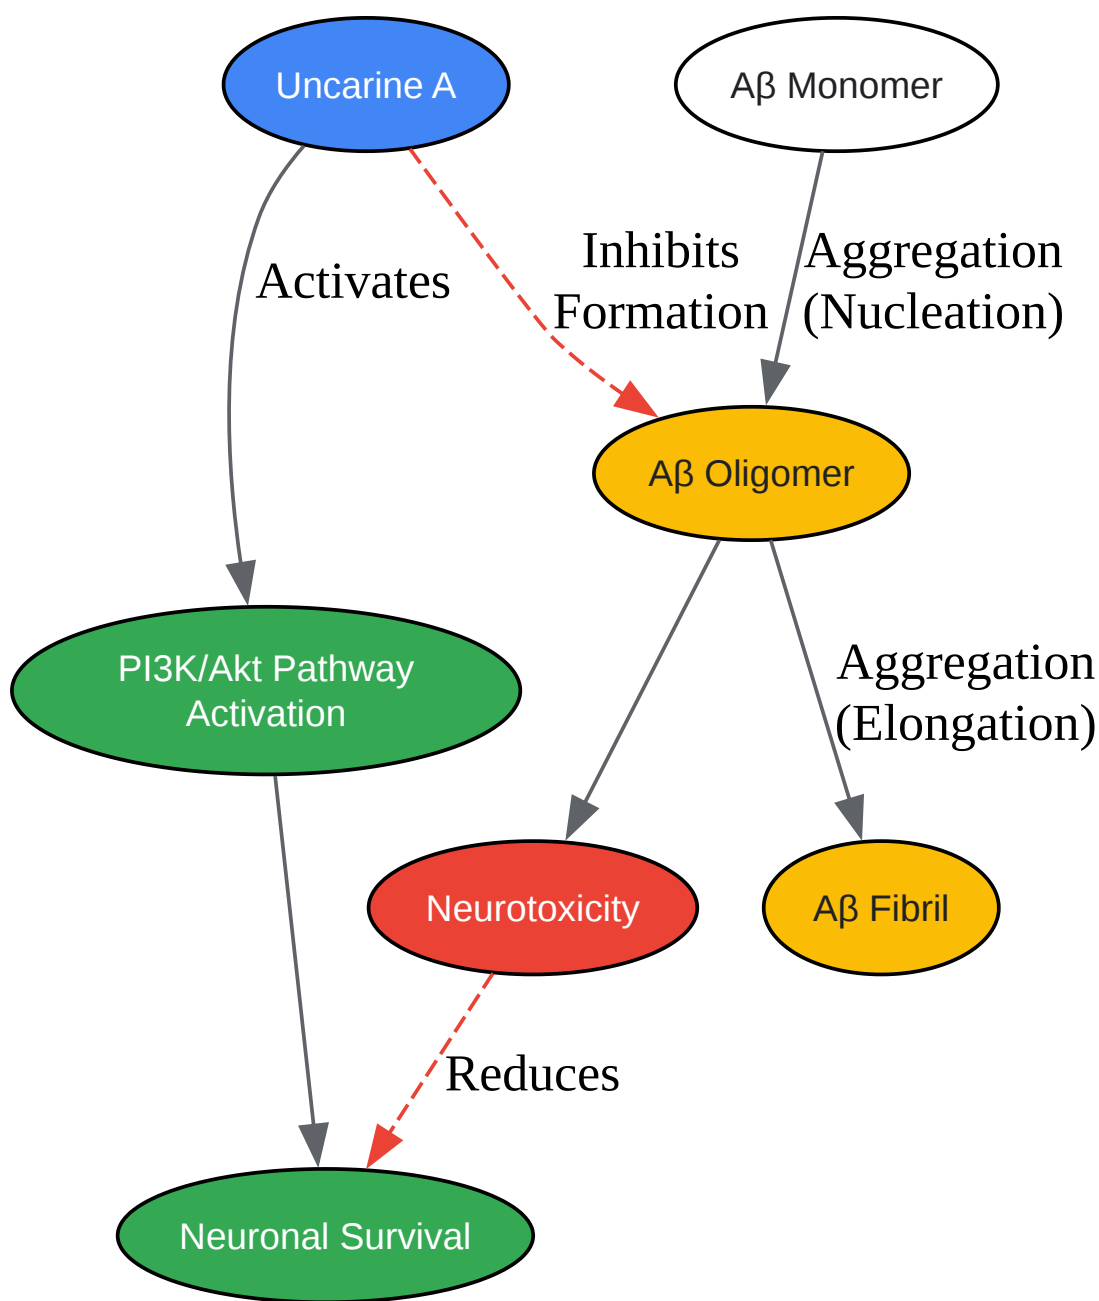 Uncarine A
Aβ Monomer
Activates
Inhibits
Formation
Aggregation
(Nucleation)
Aβ Oligomer
PI3K/Akt Pathway
Activation
Aggregation
(Elongation)
Neurotoxicity
Aβ Fibril
Reduces
Neuronal Survival